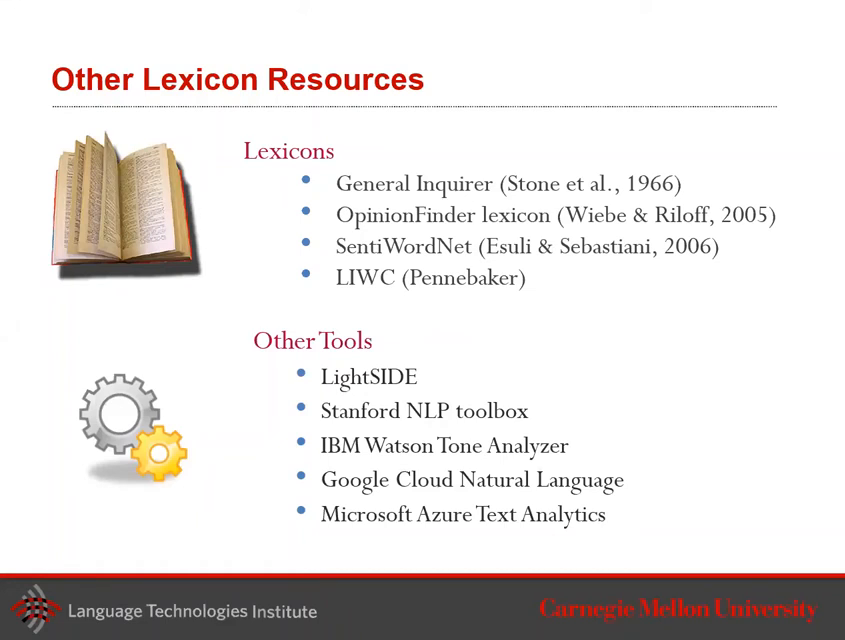 Other Lexicon Resources
Lexicons
• General Inquirer (Stone et al., 1966)
• OpinionFinder lexicon (Wiebe & Riloff, 2005)
• SentiWordNet (Esuli & Sebastiani, 2006)
• LIWC (Pennebaker)
Other Tools
• LightSIDE
• Stanford NLP toolbox
• IBM Watson Tone Analyzer
• Google Cloud Natural Language
• Microsoft Azure Text Analytics
Language Technologies Institute
Carnegie Mellon University